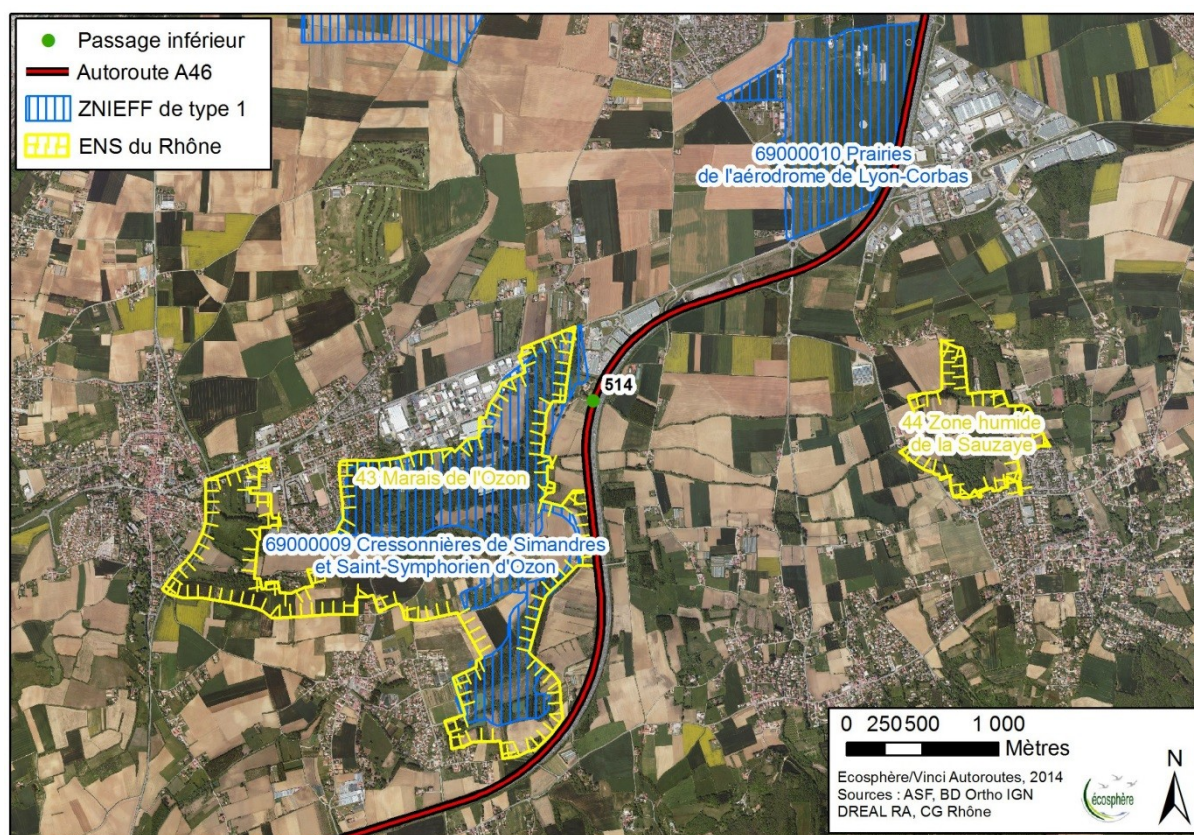 Passage inférieur
Autoroute A46
ZNIEFF de type 1
ENS du Rhône
69000010 Prairies
de l'aérodrome de Lyon-Corbas
514
44 Zone humide
de la Sauzaye
43 Marais de l'Ozon
69000009 Cressonnières de Simandres
et Saint-Symphorien d'Ozon
0 250 500 1 000
Mètres
Ecosphère/Vinci Autoroutes, 2014
Sources : ASF, BD Ortho IGN
DREAL RA, CG Rhône
écosphère
N